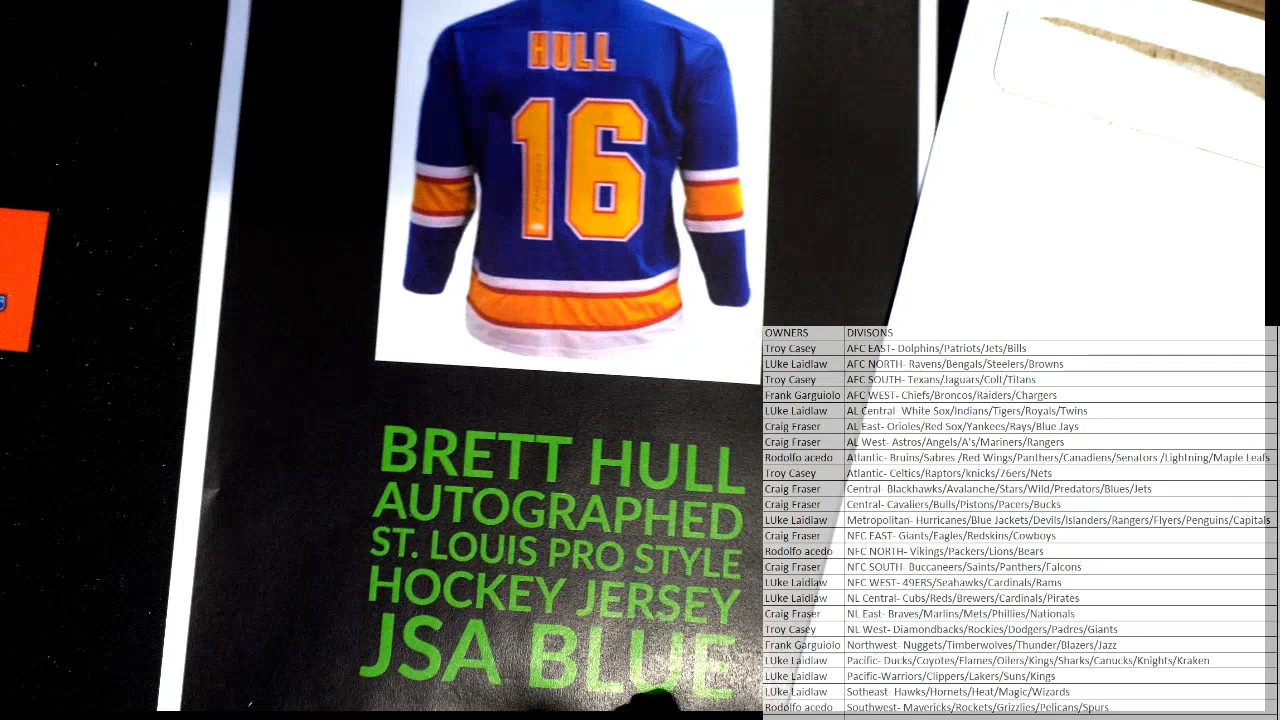 HULL
16
BRETT HULL
AUTOGRAPHED
ST. LOUIS PRO STYLE
HOCKEY JERSEY
JSA BLUE
OWNERS DIVISONS
Troy Casey AFC EAST- Dolphins/Patriots/Jets/Bills
LUke Laidlaw AFC NORTH- Ravens/Bengals/Steelers/Browns
Troy Casey AFC SOUTH- Texans/Jaguars/Colt/Titans
Frank Garguiolo AFC WEST- Chiefs/Broncos/Raiders/Chargers
LUke Laidlaw AL Central- White Sox/Indians/Tigers/Royals/Twins
Craig Fraser AL East- Orioles/Red Sox/Yankees/Rays/Blue Jays
Craig Fraser AL West- Astros/Angels/A's/Mariners/Rangers
Rodolfo acedo Atlantic- Bruins/Sabres /Red Wings/Panthers/Canadiens/Senators /Lightning/Maple Leafs
Troy Casey Atlantic- Celtics/Raptors/knicks/76ers/Nets
Craig Fraser Central- Blackhawks/Avalanche/Stars/Wild/Predators/Blues/Jets
Craig Fraser Central- Cavaliers/Bulls/Pistons/Pacers/Bucks
LUke Laidlaw Metropolitan- Hurricanes/Blue Jackets/Devils/Islanders/Rangers/Flyers/Penguins/Capitals
Craig Fraser NFC EAST- Giants/Eagles/Redskins/Cowboys
Rodolfo acedo NFC NORTH- Vikings/Packers/Lions/Bears
Craig Fraser NFC SOUTH- Buccaneers/Saints/Panthers/Falcons
LUke Laidlaw NFC WEST- 49ERS/Seahawks/Cardinals/Rams
LUke Laidlaw NL Central- Cubs/Reds/Brewers/Cardinals/Pirates
Craig Fraser NL East- Braves/Marlins/Mets/Phillies/Nationals
Troy Casey NL West- Diamondbacks/Rockies/Dodgers/Padres/Giants
Frank Garguiolo Northwest- Nuggets/Timberwolves/Thunder/Blazers/Jazz
LUke Laidlaw Pacific- Ducks/Coyotes/Flames/Oilers/Kings/Sharks/Canucks/Knights/Kraken
LUke Laidlaw Pacific-Warriors/Clippers/Lakers/Suns/Kings
LUke Laidlaw Sotheast- Hawks/Hornets/Heat/Magic/Wizards
Rodolfo acedo Southwest- Mavericks/Rockets/Grizzlies/Pelicans/Spurs